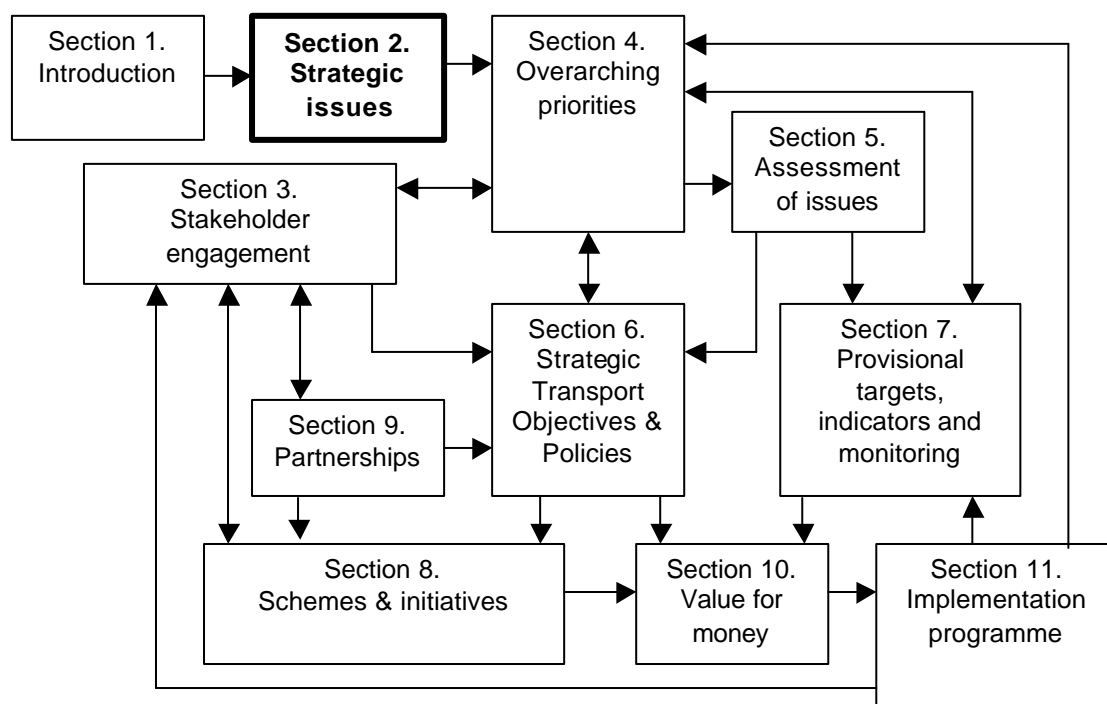 Section 1.
Introduction
Section 2.
Strategic
issues
Section 4.
Overarching
priorities
Section 5.
Assessment
of issues
Section 3.
Stakeholder
engagement
Section 6.
Strategic
Transport
Objectives &
Policies
Section 7.
Provisional
targets,
indicators and
monitoring
Section 9.
Partnerships
Section 8.
Schemes & initiatives
Section 10.
Value for
money
Section 11.
Implementation
programme